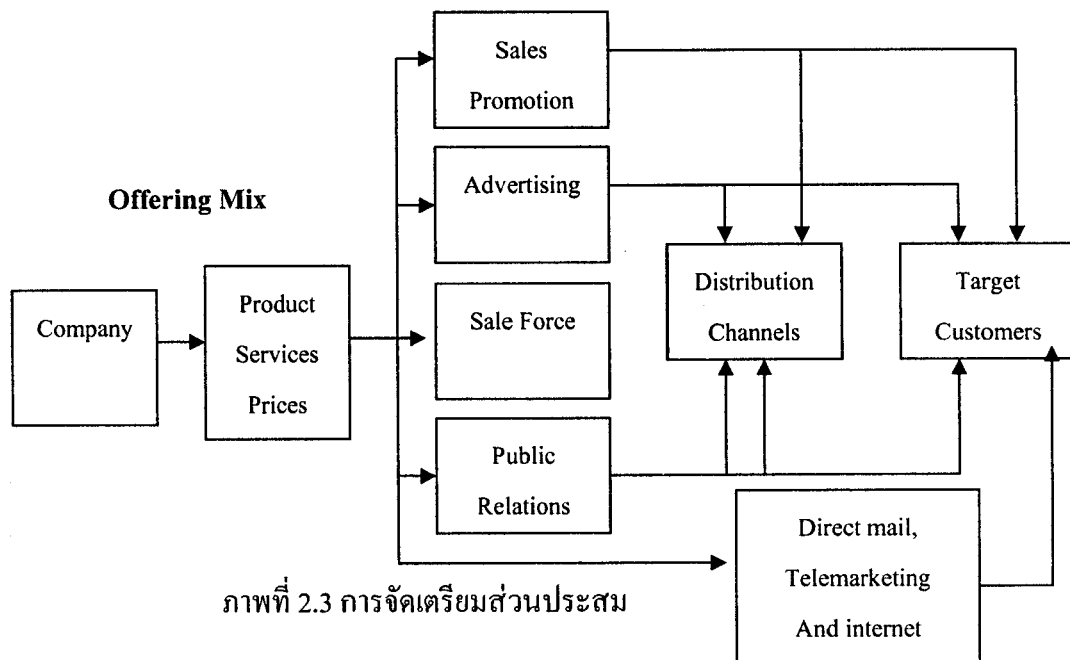 Offering Mix
Company
Product
Services
Prices
Sales
Promotion
Advertising
Sale Force
Public
Relations
Distribution
Channels
Target
Customers
Direct mail,
Telemarketing
And internet
ภาพที่ 2.3 การจัดเตรียมส่วนประสม